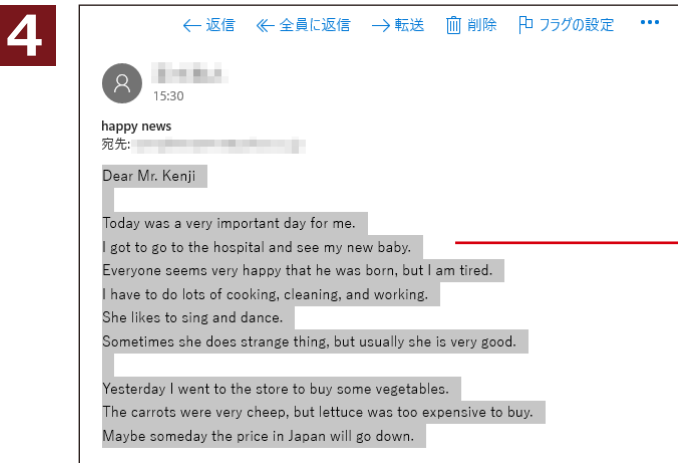 4
← 返信 ≪ 全員に返信 → 転送 削除 フラグの設定 •••
15:30
happy news
宛先:
Dear Mr. Kenji
Today was a very important day for me.
I got to go to the hospital and see my new baby.
Everyone seems very happy that he was born, but I am tired.
I have to do lots of cooking, cleaning, and working.
She likes to sing and dance.
Sometimes she does strange thing, but usually she is very good.
Yesterday I went to the store to buy some vegetables.
The carrots were very cheep, but lettuce was too expensive to buy.
Maybe someday the price in Japan will go down.